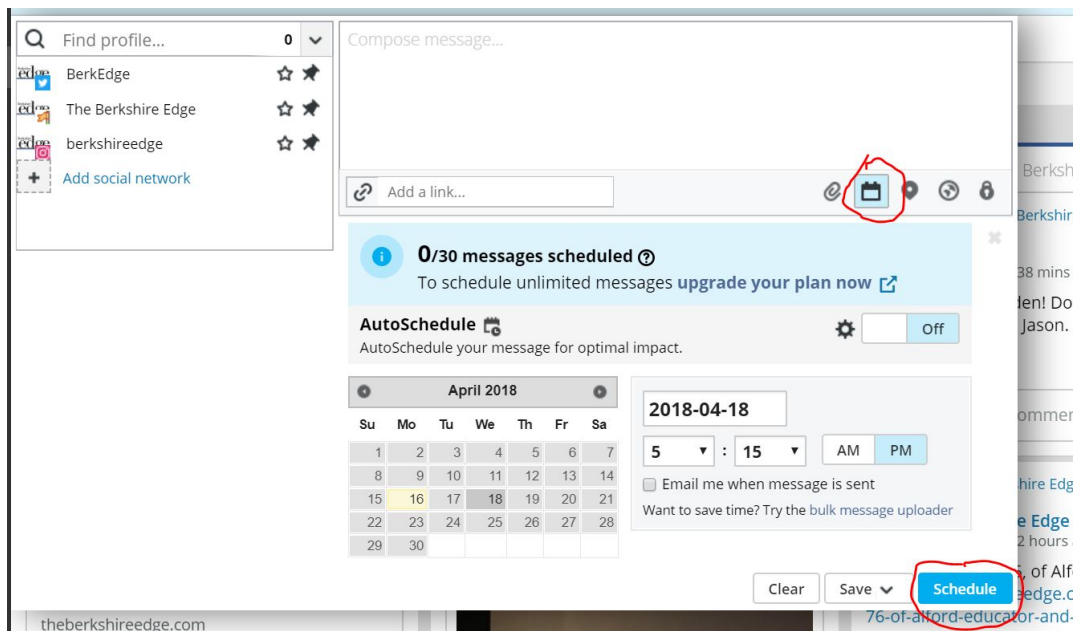 Find profile... 0
BerkEdge
The Berkshire Edge
berkshireedge
Add social network
Compose message...
Add a link...
0/30 messages scheduled
To schedule unlimited messages upgrade your plan now
AutoSchedule
AutoSchedule your message for optimal impact.
Off
April 2018
Su Mo Tu We Th Fr Sa
1 2 3 4 5 6 7
8 9 10 11 12 13 14
15 16 17 18 19 20 21
22 23 24 25 26 27 28
29 30
2018-04-18
5 : 15 AM PM
Email me when message is sent
Want to save time? Try the bulk message uploader
Clear Save Schedule
Berksh
Berkshir
38 mins
den! Do
Jason.
ommer
hire Edg
e Edge
2 hours
, of Alf
edge.c
76-of-alford-educator-and-
theberkshireedge.com